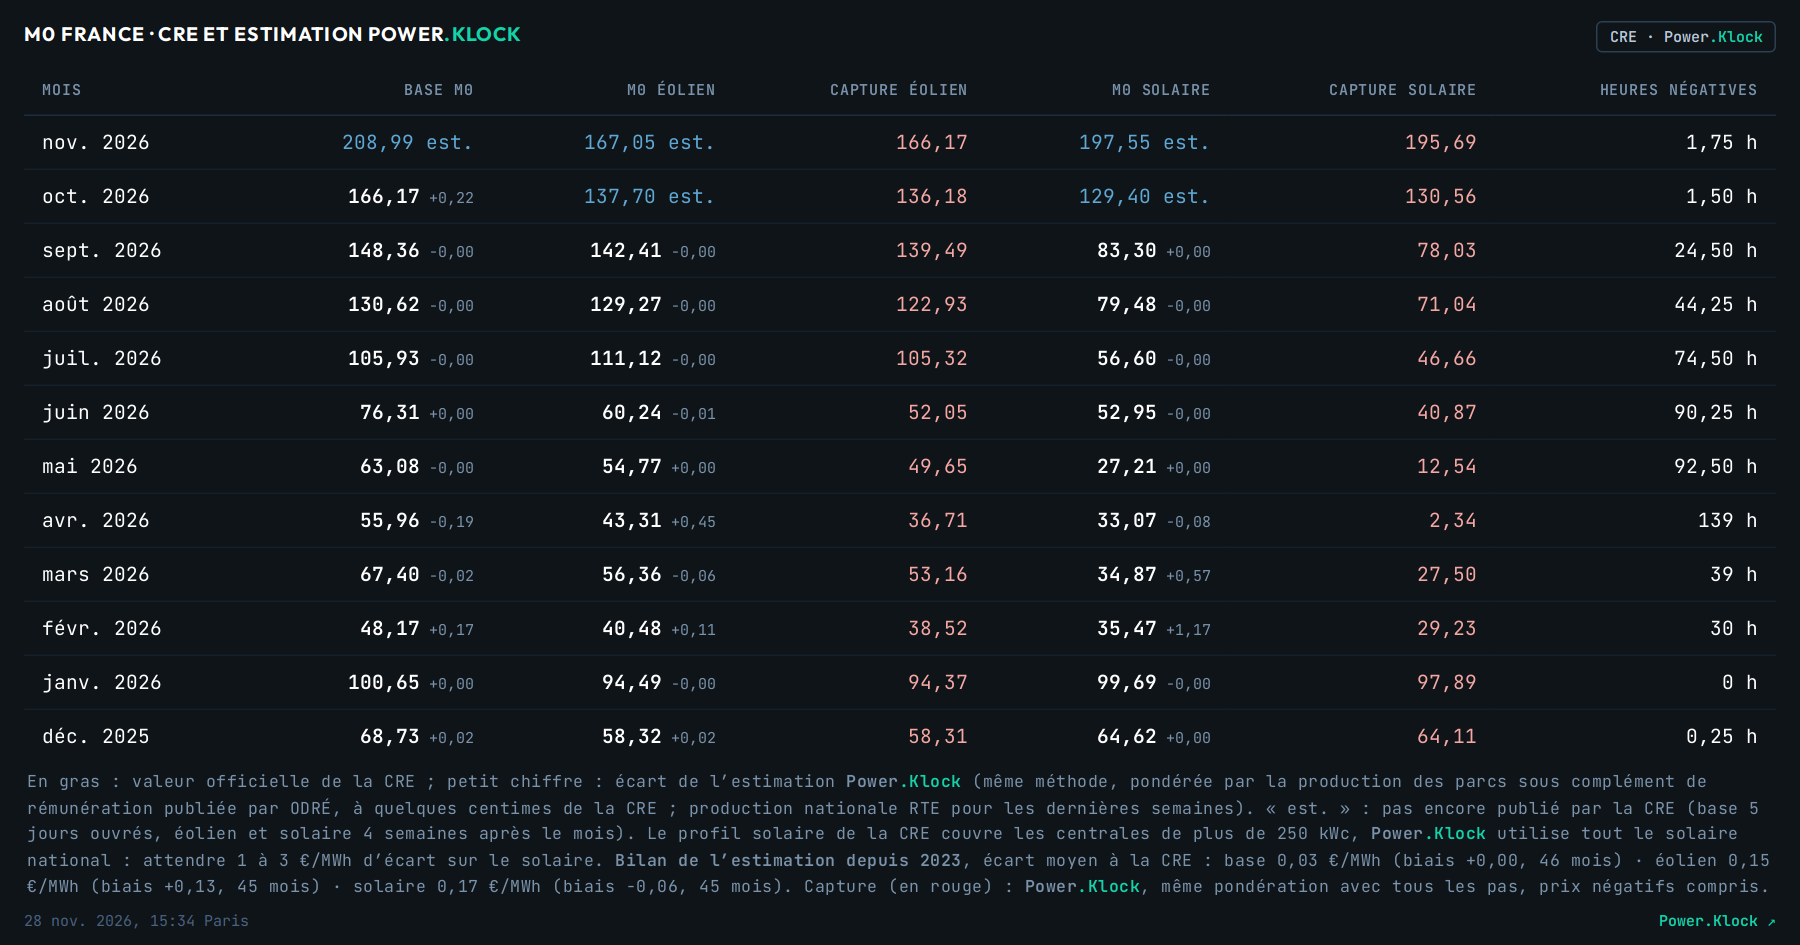 M0 FRANCE · CRE ET ESTIMATION POWER.KLOCK
CRE · Power.Klock
MOIS BASE M0 M0 ÉOLIEN CAPTURE ÉOLIEN M0 SOLAIRE CAPTURE SOLAIRE HEURES NÉGATIVES
nov. 2026 208,99 est. 167,05 est. 166,17 197,55 est. 195,69 1,75 h
oct. 2026 166,17 +0,22 137,70 est. 136,18 129,40 est. 130,56 1,50 h
sept. 2026 148,36 -0,00 142,41 -0,00 139,49 83,30 +0,00 78,03 24,50 h
août 2026 130,62 -0,00 129,27 -0,00 122,93 79,48 -0,00 71,04 44,25 h
juil. 2026 105,93 -0,00 111,12 -0,00 105,32 56,60 -0,00 46,66 74,50 h
juin 2026 76,31 +0,00 60,24 -0,01 52,05 52,95 -0,00 40,87 90,25 h
mai 2026 63,08 -0,00 54,77 +0,00 49,65 27,21 +0,00 12,54 92,50 h
avr. 2026 55,96 -0,19 43,31 +0,45 36,71 33,07 -0,08 2,34 139 h
mars 2026 67,40 -0,02 56,36 -0,06 53,16 34,87 +0,57 27,50 39 h
févr. 2026 48,17 +0,17 40,48 +0,11 38,52 35,47 +1,17 29,23 30 h
janv. 2026 100,65 +0,00 94,49 -0,00 94,37 99,69 -0,00 97,89 0 h
déc. 2025 68,73 +0,02 58,32 +0,02 58,31 64,62 +0,00 64,11 0,25 h
En gras : valeur officielle de la CRE ; petit chiffre : écart de l’estimation Power.Klock (même méthode, pondérée par la production des parcs sous complément de
rémunération publiée par ODRÉ, à quelques centimes de la CRE ; production nationale RTE pour les dernières semaines). « est. » : pas encore publié par la CRE (base 5
jours ouvrés, éolien et solaire 4 semaines après le mois). Le profil solaire de la CRE couvre les centrales de plus de 250 kWc, Power.Klock utilise tout le solaire
national : attendre 1 à 3 €/MWh d’écart sur le solaire. Bilan de l’estimation depuis 2023, écart moyen à la CRE : base 0,03 €/MWh (biais +0,00, 46 mois) · éolien 0,15
€/MWh (biais +0,13, 45 mois) · solaire 0,17 €/MWh (biais -0,06, 45 mois). Capture (en rouge) : Power.Klock, même pondération avec tous les pas, prix négatifs compris.
28 nov. 2026, 15:34 Paris
Power.Klock ↗